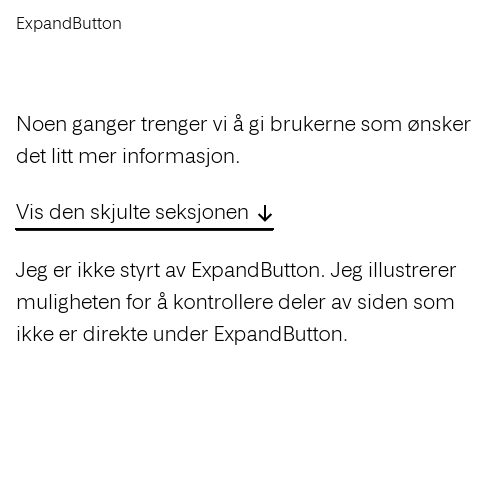 ExpandButton
Noen ganger trenger vi å gi brukerne som ønsker
det litt mer informasjon.
Vis den skjulte seksjonen
Jeg er ikke styrt av ExpandButton. Jeg illustrerer
muligheten for å kontrollere deler av siden som
ikke er direkte under ExpandButton.